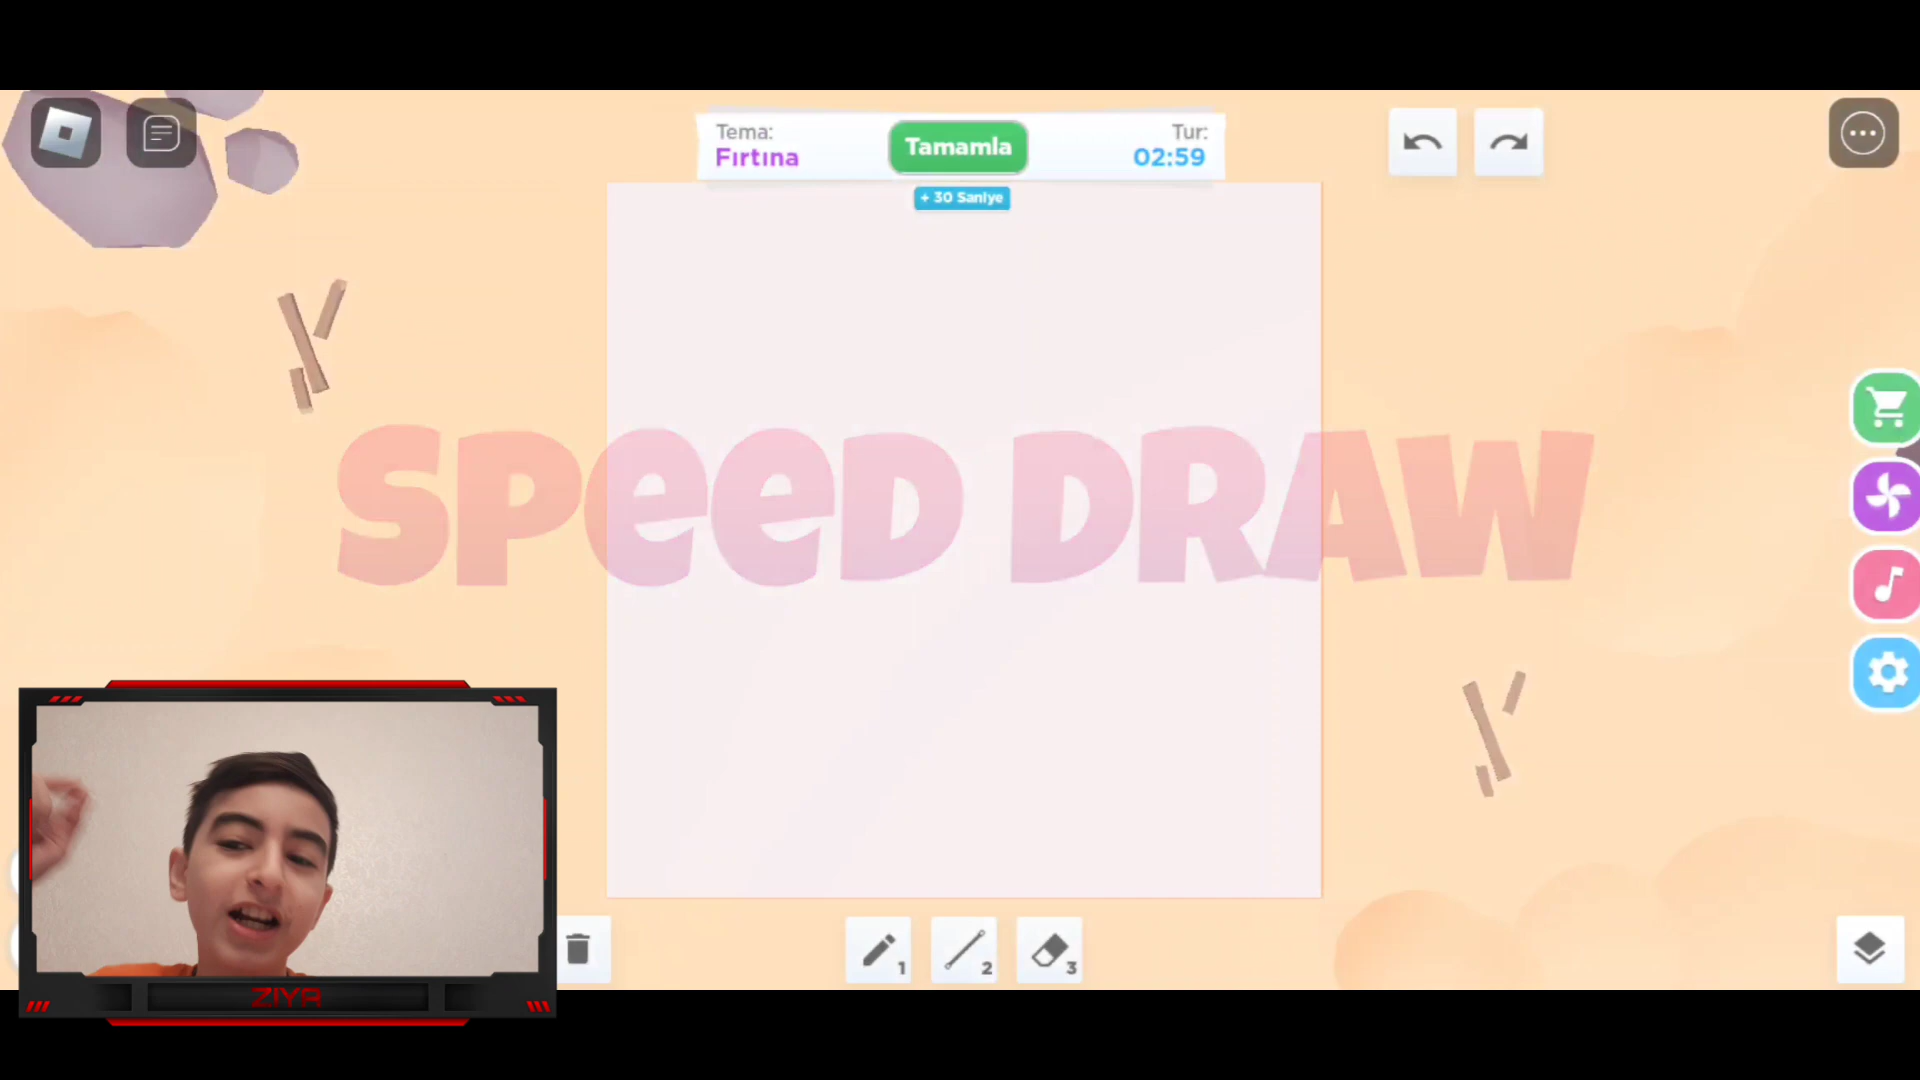 Tema:
Fırtına
Tamamla
Tur:
02:59
+ 30 Saniye
SPEED DRAW
1
2
3
ZIYA